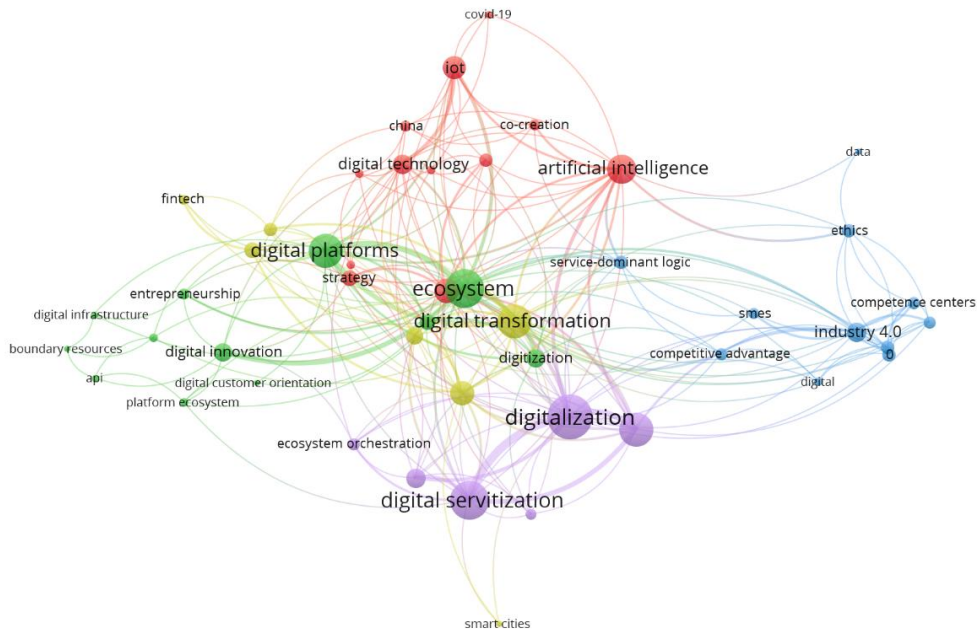 covid-19
iot
china
co-creation
digital technology
artificial intelligence
data
fintech
ethics
digital platforms
service-dominant logic
strategy
ecosystem
entrepreneurship
competence centers
digital infrastructure
digital transformation
smes
industry 4.0
boundary resources
digital innovation
digitization
competitive advantage
0
api
digital customer orientation
digital
platform ecosystem
digitalization
ecosystem orchestration
digital servitization
smart cities